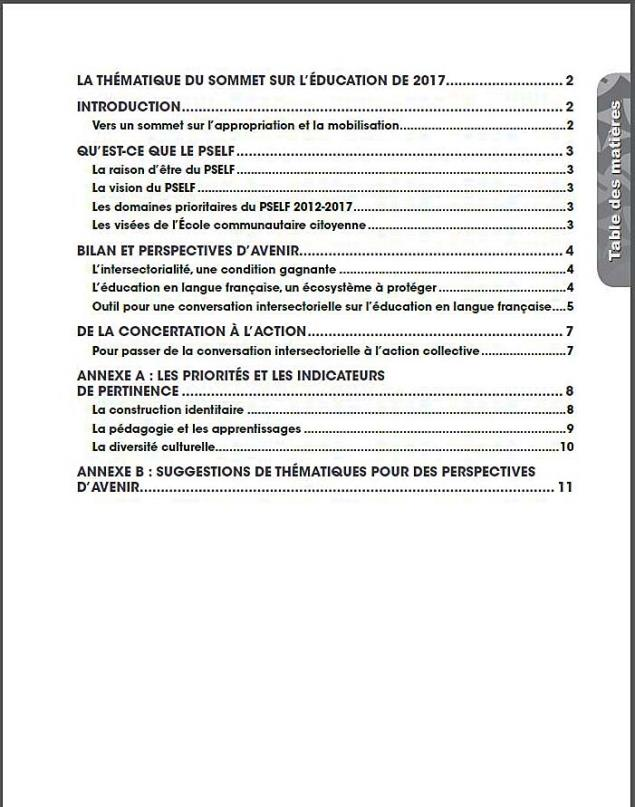 Table des matières
LA THÉMATIQUE DU SOMMET SUR L'ÉDUCATION DE 2017.......................... 2
INTRODUCTION.................................................................................... 2
Vers un sommet sur l'appropriation et la mobilisation...........................................2
QU'EST-CE QUE LE PSELF........................................................................ 3
La raison d'être du PSELF.....................................................................................3
La vision du PSELF...............................................................................................3
Les domaines prioritaires du PSELF 2012-2017......................................................3
Les visées de l'École communautaire citoyenne...................................................3
BILAN ET PERSPECTIVES D'AVENIR.......................................................... 4
L'intersectorialité, une condition gagnante ..........................................................4
L'éducation en langue française, un écosystème à protéger .................................4
Outil pour une conversation intersectorielle sur l'éducation en langue française....5
DE LA CONCERTATION À L'ACTION......................................................... 7
Pour passer de la conversation intersectorielle à l'action collective......................7
ANNEXE A : LES PRIORITÉS ET LES INDICATEURS
DE PERTINENCE .................................................................................... 8
La construction identitaire ..................................................................................8
La pédagogie et les apprentissages ....................................................................9
La diversité culturelle.........................................................................................10
ANNEXE B : SUGGESTIONS DE THÉMATIQUES POUR DES PERSPECTIVES
D'AVENIR............................................................................................ 11